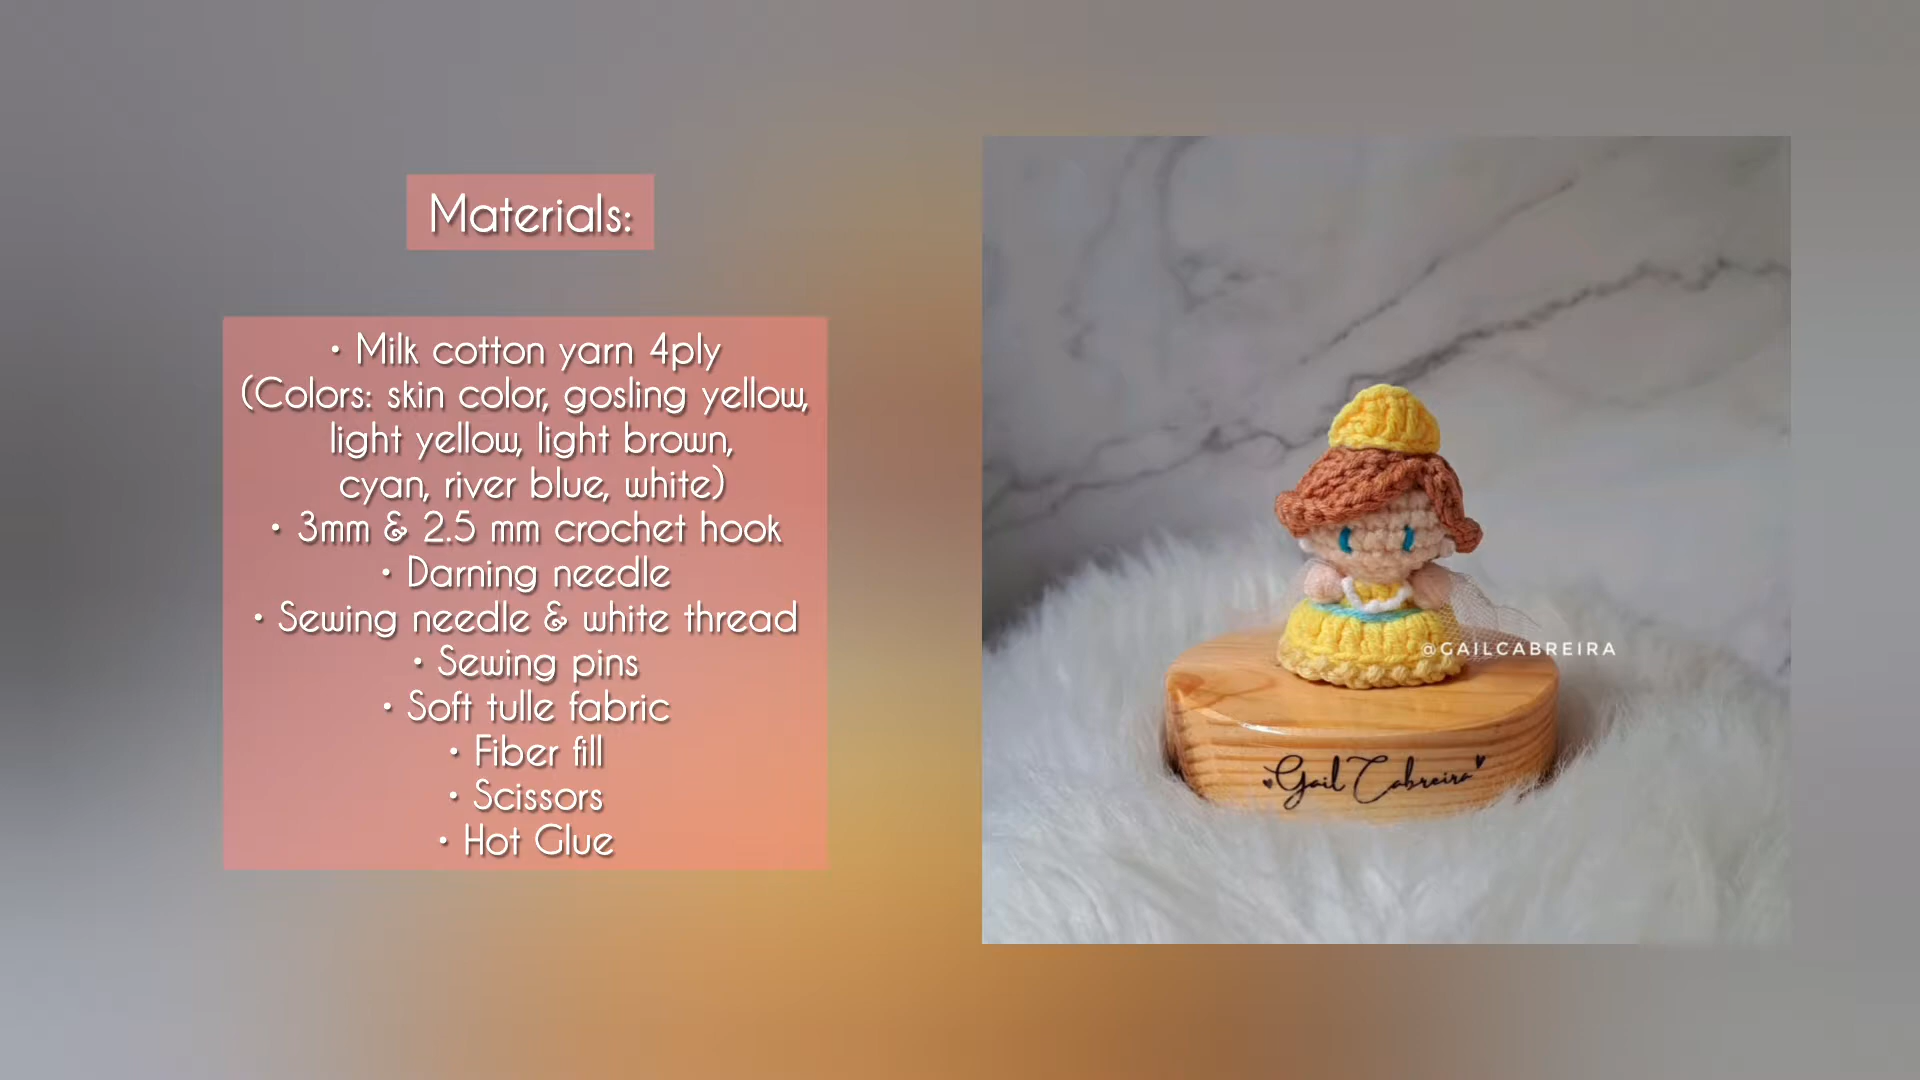 Materials:
• Milk cotton yarn 4ply
(Colors: skin color, gosling yellow,
light yellow, light brown,
cyan, river blue, white)
• 3mm & 2.5 mm crochet hook
• Darning needle
• Sewing needle & white thread
• Sewing pins
• Soft tulle fabric
• Fiber fill
• Scissors
• Hot Glue
@GAILCABREIRA
Gail Cabreira